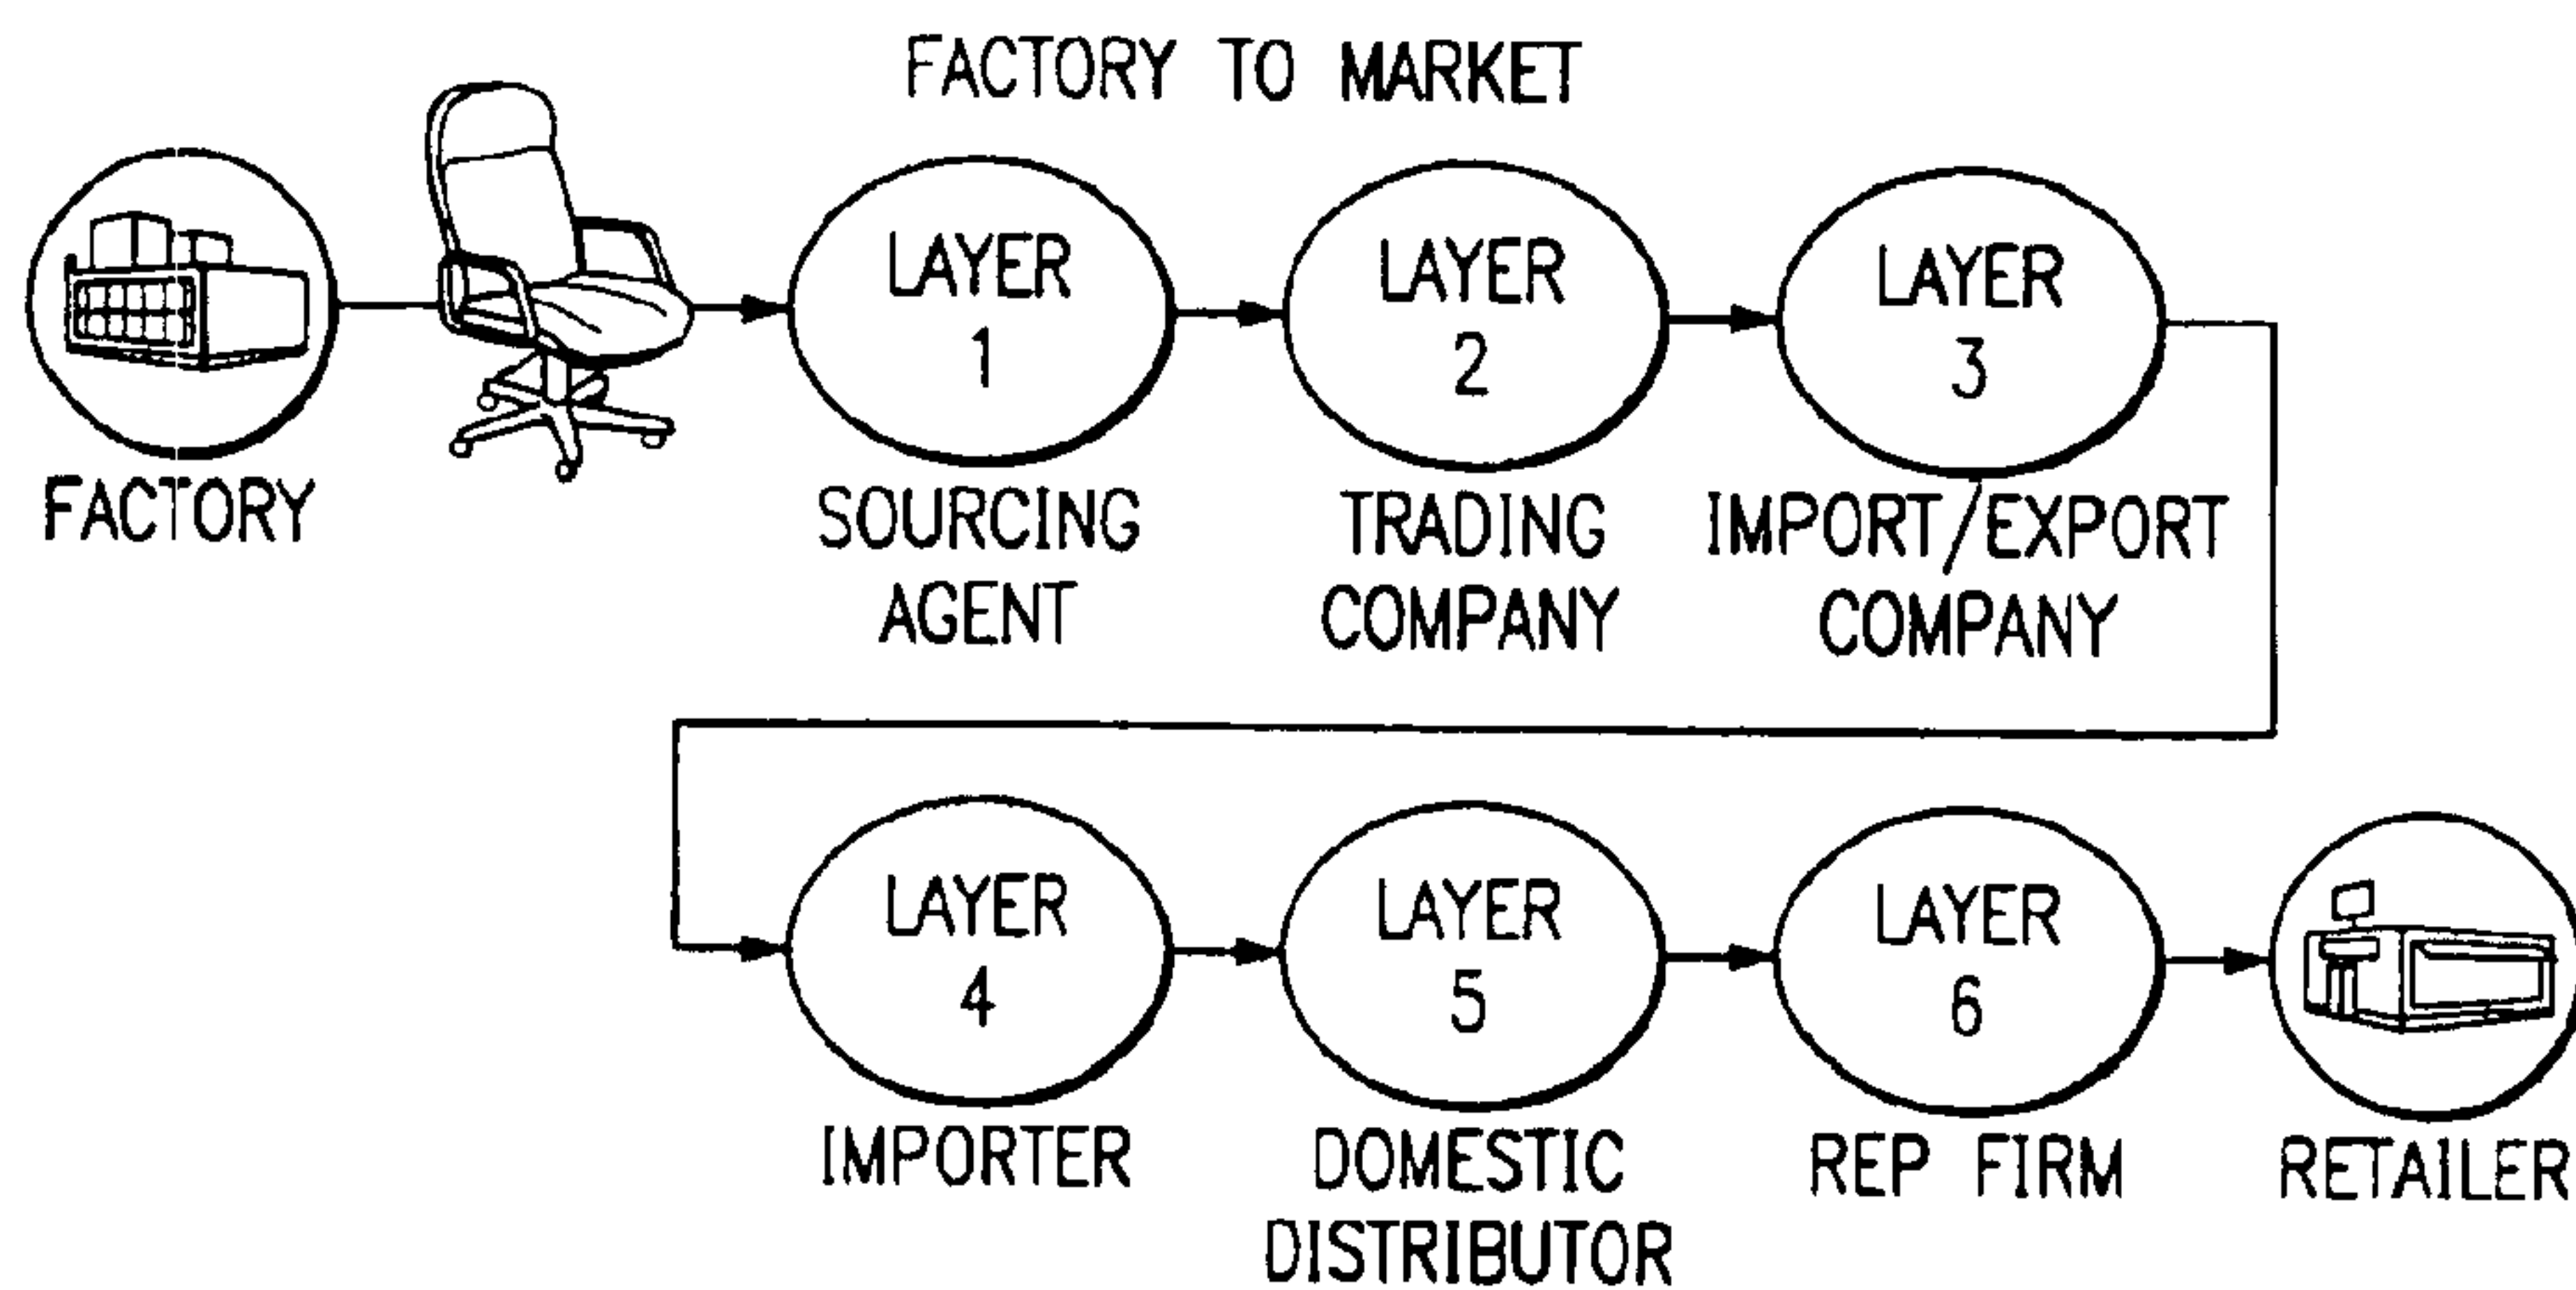 FACTORY TO MARKET
FACTORY
LAYER
1
SOURCING
AGENT
LAYER
2
TRADING
COMPANY
LAYER
3
IMPORT/EXPORT
COMPANY
LAYER
4
IMPORTER
LAYER
5
DOMESTIC
DISTRIBUTOR
LAYER
6
REP FIRM
RETAILER